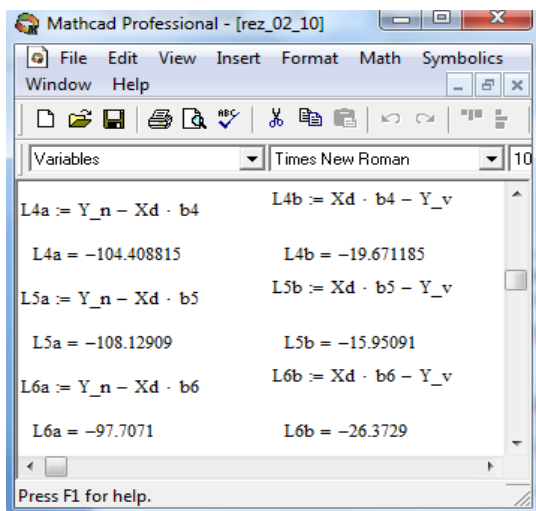 Mathcad Professional - [rez_02_10]
File Edit View Insert Format Math Symbolics
Window Help
ABC
Variables Times New Roman 10
L4a := Y_n − Xd · b4 L4b := Xd · b4 − Y_v
L4a = −104.408815 L4b = −19.671185
L5a := Y_n − Xd · b5 L5b := Xd · b5 − Y_v
L5a = −108.12909 L5b = −15.95091
L6a := Y_n − Xd · b6 L6b := Xd · b6 − Y_v
L6a = −97.7071 L6b = −26.3729
Press F1 for help.